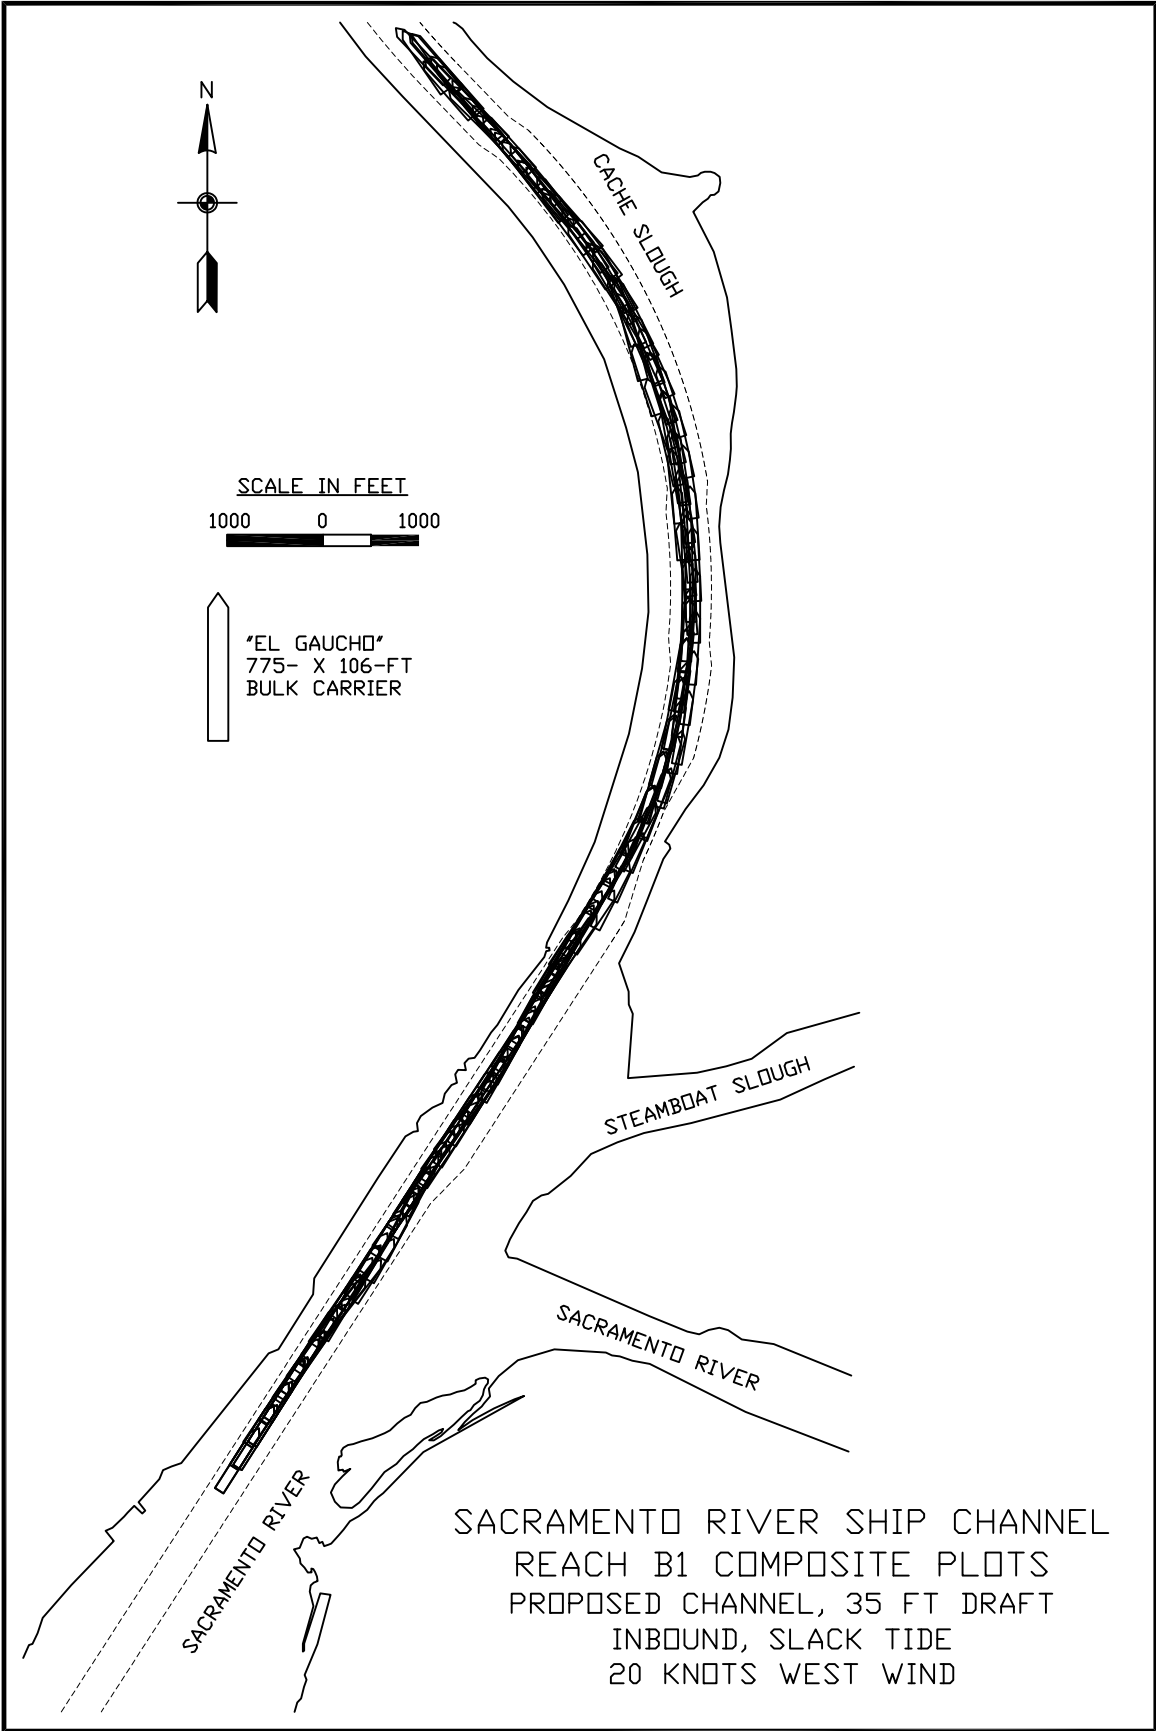 N
CACHE SLOUGH
SCALE IN FEET
1000 0 1000
"EL GAUCHO"
775- X 106-FT
BULK CARRIER
STEAMBOAT SLOUGH
SACRAMENTO RIVER
SACRAMENTO RIVER
SACRAMENTO RIVER SHIP CHANNEL
REACH B1 COMPOSITE PLOTS
PROPOSED CHANNEL, 35 FT DRAFT
INBOUND, SLACK TIDE
20 KNOTS WEST WIND